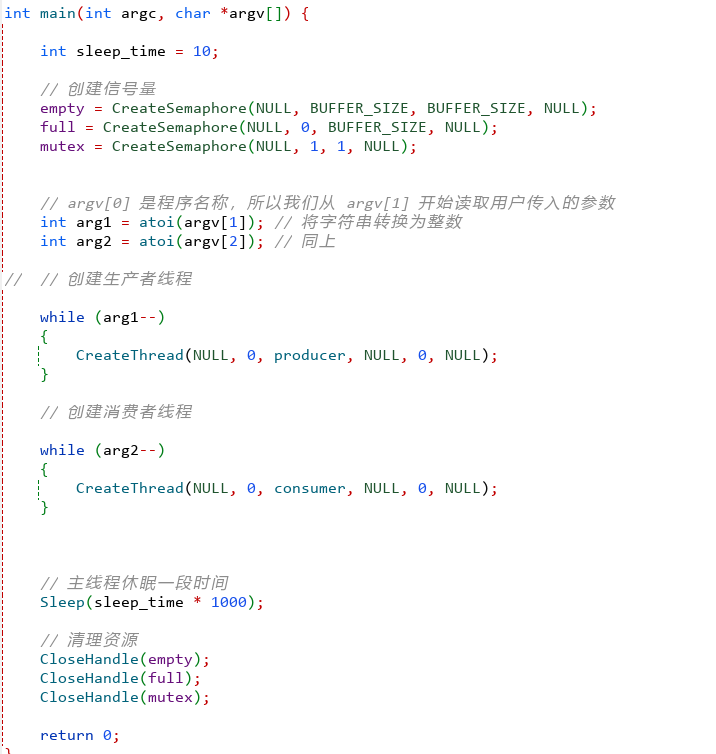 int main(int argc, char *argv[]) {
int sleep_time = 10;
// 创建信号量
empty = CreateSemaphore(NULL, BUFFER_SIZE, BUFFER_SIZE, NULL);
full = CreateSemaphore(NULL, 0, BUFFER_SIZE, NULL);
mutex = CreateSemaphore(NULL, 1, 1, NULL);
// argv[0] 是程序名称, 所以我们从 argv[1] 开始读取用户传入的参数
int arg1 = atoi(argv[1]); // 将字符串转换为整数
int arg2 = atoi(argv[2]); // 同上
// // 创建生产者线程
while (arg1--)
{
CreateThread(NULL, 0, producer, NULL, 0, NULL);
}
// 创建消费者线程
while (arg2--)
{
CreateThread(NULL, 0, consumer, NULL, 0, NULL);
}
// 主线程休眠一段时间
Sleep(sleep_time * 1000);
// 清理资源
CloseHandle(empty);
CloseHandle(full);
CloseHandle(mutex);
return 0;
}